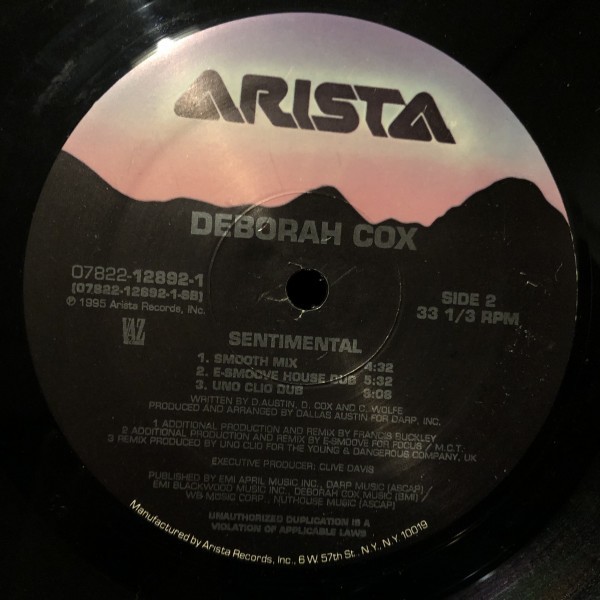 ARISTA
DEBORAH COX
07822-12892-1
(07822-12892-1-SB)
℗ 1995 Arista Records, Inc.
VAZ
SIDE 2
33 1/3 RPM
SENTIMENTAL
1. SMOOTH MIX 4:32
2. E-SMOOVE HOUSE DUB 5:32
3. UNO CLIO DUB 9:08
WRITTEN BY D.AUSTIN, D. COX AND C. WOLFE
PRODUCED AND ARRANGED BY DALLAS AUSTIN FOR DARP, INC.
1 ADDITIONAL PRODUCTION AND REMIX BY FRANCIS BUCKLEY
2 ADDITIONAL PRODUCTION AND REMIX BY E-SMOOVE FOR FOCUS / M.C.T.
3 REMIX PRODUCED BY UNO CLIO FOR THE YOUNG & DANGEROUS COMPANY, UK
EXECUTIVE PRODUCER: CLIVE DAVIS
PUBLISHED BY EMI APRIL MUSIC INC., DARP MUSIC (ASCAP)
EMI BLACKWOOD MUSIC INC., DEBORAH COX MUSIC (BMI) /
WB MUSIC CORP., NUTHOUSE MUSIC (ASCAP)
UNAUTHORIZED DUPLICATION IS A
VIOLATION OF APPLICABLE LAWS
Manufactured by Arista Records, Inc., 6 W. 57th St., N.Y., N.Y. 10019